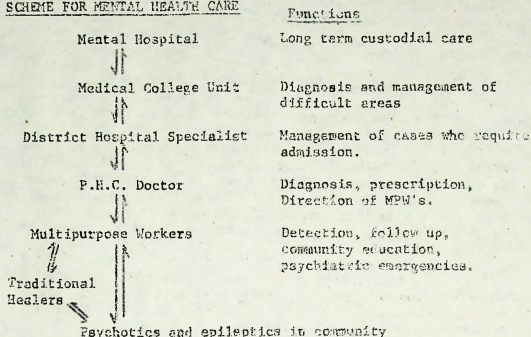 SCHEME FOR MENTAL HEALTH CARE
Functions
Mental Hospital
Long term custodial care
Medical College Unit
Diagnosis and management of
difficult areas
District Hospital Specialist
Management of cases who require
admission.
P.H.C. Doctor
Diagnosis, prescription,
Direction of MPW's.
Multipurpose Workers
Detection, follow up,
community education,
psychiatric emergencies.
Traditional
Healers
Psychotics and epileptics in community